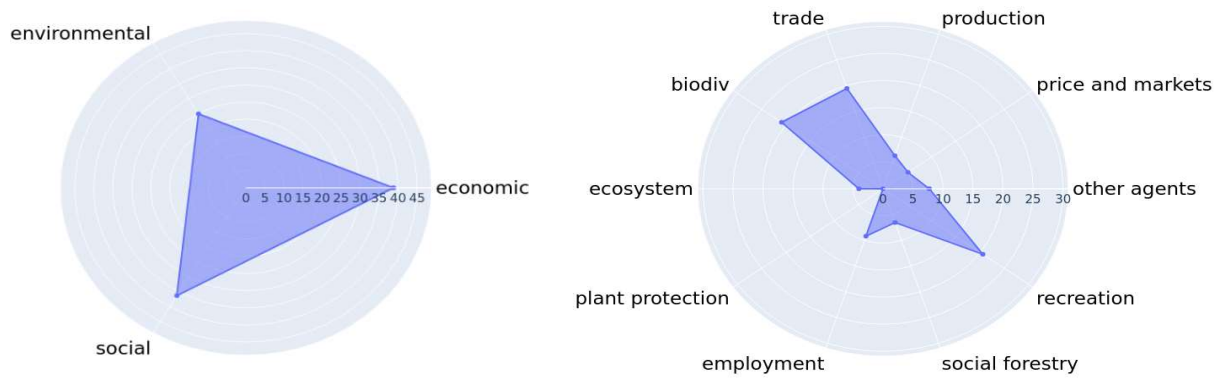 environmental
economic
0 5 10 15 20 25 30 35 40 45
social
trade
production
biodiv
price and markets
ecosystem
other agents
0 5 10 15 20 25 30
plant protection
recreation
employment
social forestry